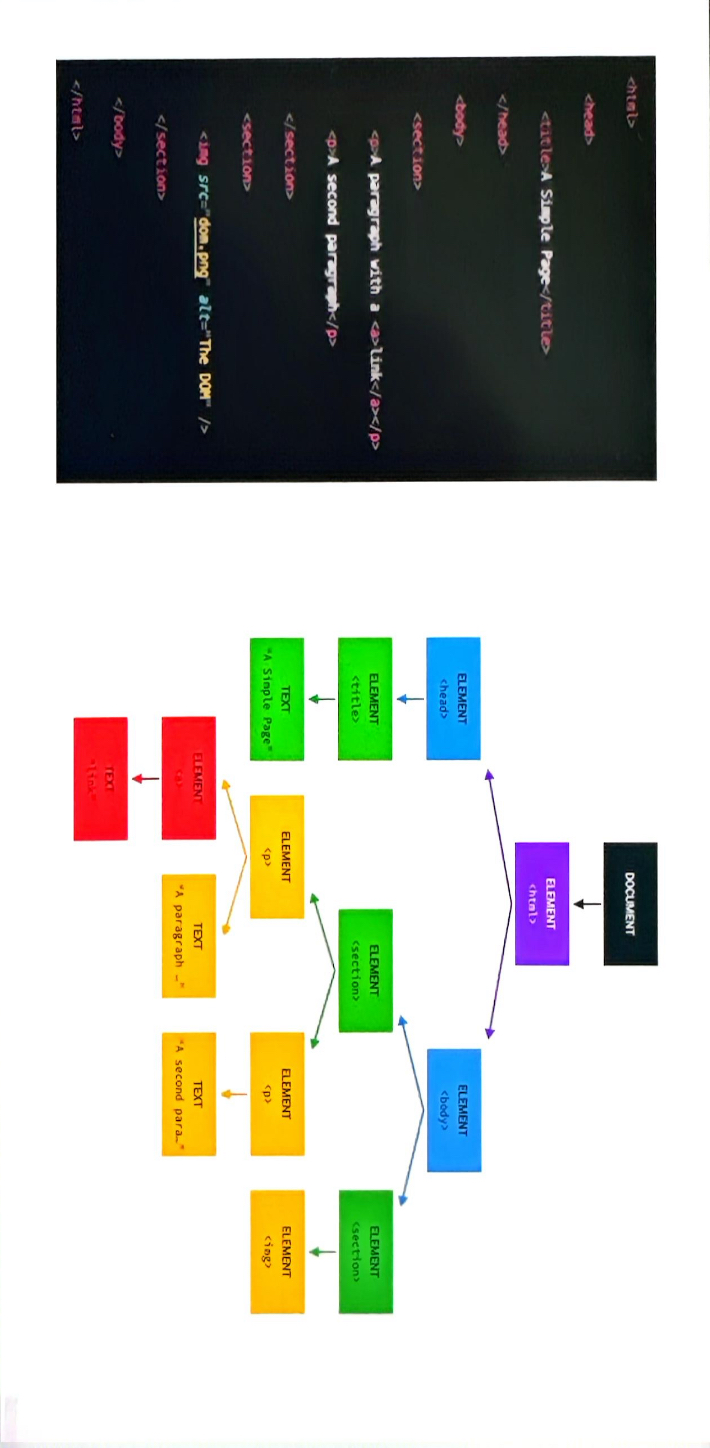 <html>
<head>
<title>A Simple Page</title>
</head>
<body>
<section>
<p>A paragraph with a <a>link</a></p>
<p>A second paragraph</p>
</section>
<section>
<img src="dom.png" alt="The DOM" />
</section>
</body>
</html>
DOCUMENT
ELEMENT
<html>
ELEMENT
<head>
ELEMENT
<body>
ELEMENT
<title>
ELEMENT
<section>
ELEMENT
<section>
TEXT
"A Simple Page"
ELEMENT
<p>
ELEMENT
<p>
ELEMENT
<img>
ELEMENT
<a>
TEXT
"A paragraph …"
TEXT
"A second para…"
TEXT
"link"